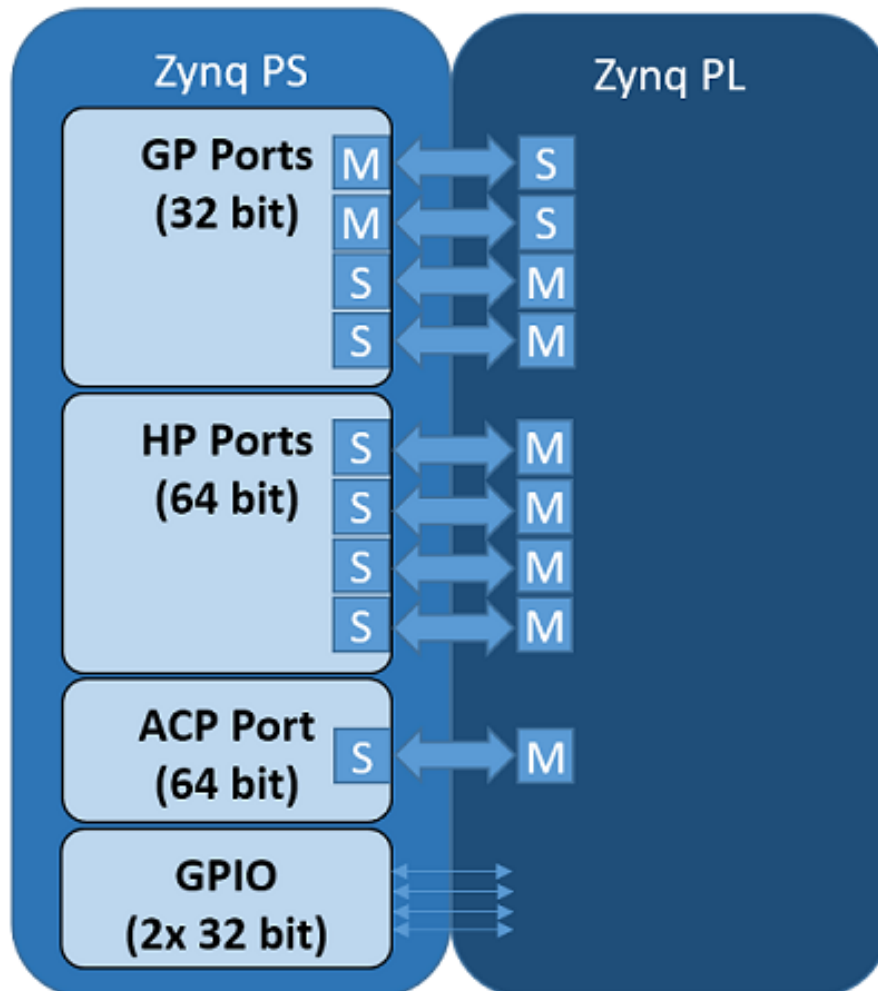 Zynq PS
Zynq PL
GP Ports
(32 bit)
M S
M S
S M
S M
HP Ports
(64 bit)
S M
S M
S M
S M
ACP Port
(64 bit)
S M
GPIO
(2x 32 bit)